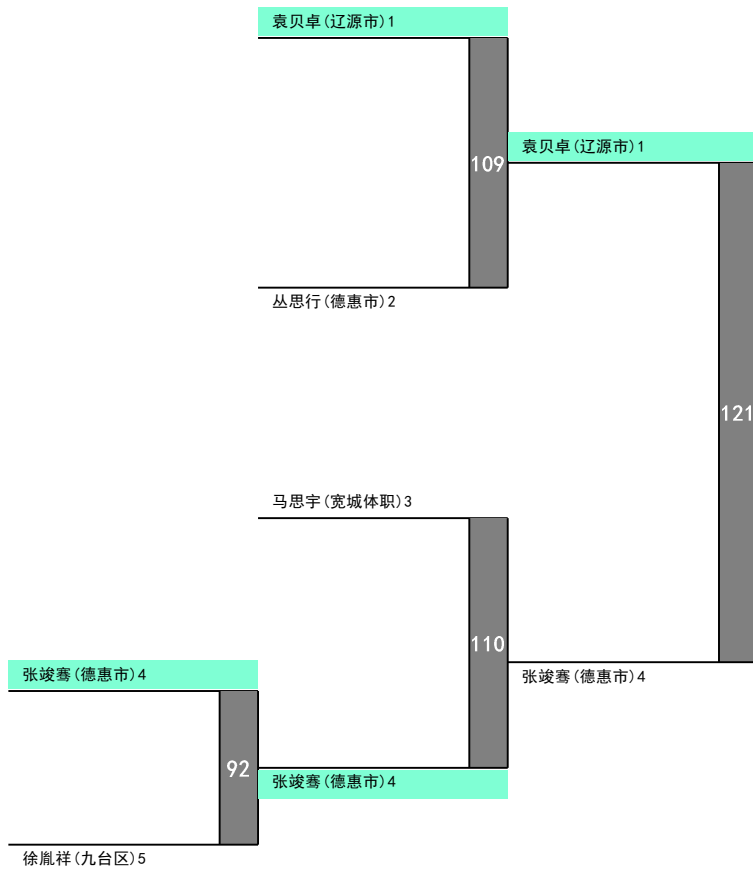 袁贝卓(辽源市)1
袁贝卓(辽源市)1
109
丛思行(德惠市)2
121
马思宇(宽城体职)3
110
张竣骞(德惠市)4
张竣骞(德惠市)4
92
张竣骞(德惠市)4
徐胤祥(九台区)5